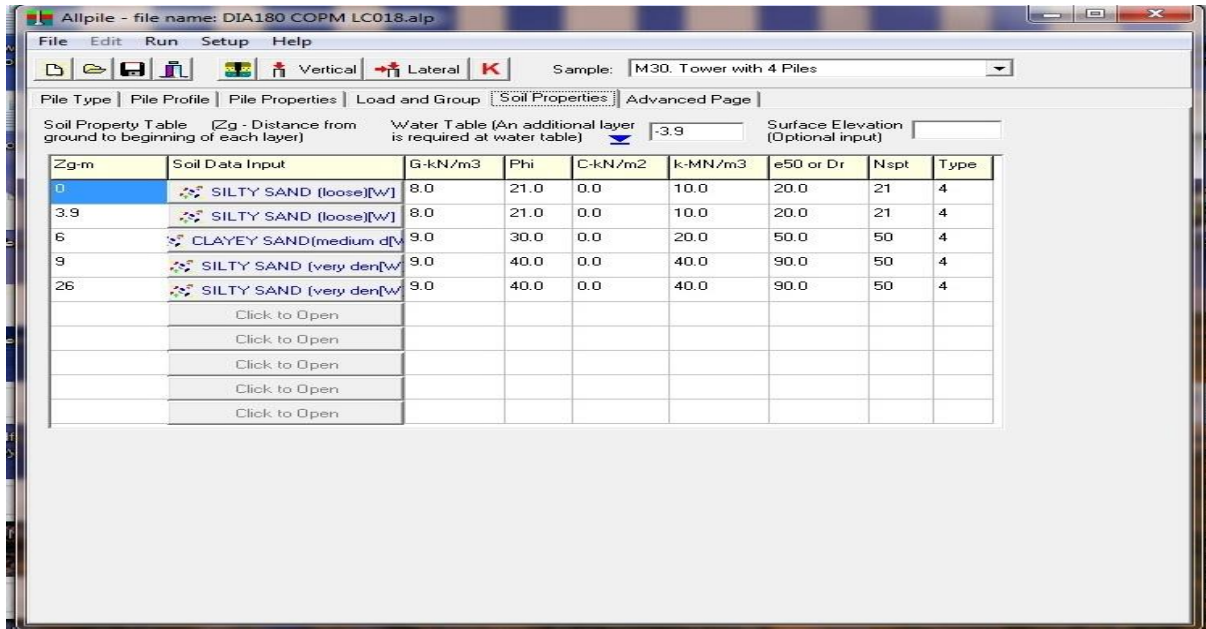 Allpile - file name: DIA180 COPM LC018.alp
File Edit Run Setup Help
Vertical Lateral K Sample: M30. Tower with 4 Piles
Pile Type Pile Profile Pile Properties Load and Group Soil Properties Advanced Page
Soil Property Table (Zg - Distance from Water Table (An additional layer -3.9 Surface Elevation
ground to beginning of each layer) is required at water table) (Optional input)
Zg-m Soil Data Input G-kN/m3 Phi C-kN/m2 k-MN/m3 e50 or Dr Nspt Type
0 SILTY SAND (loose)[W] 8.0 21.0 0.0 10.0 20.0 21 4
3.9 SILTY SAND (loose)[W] 8.0 21.0 0.0 10.0 20.0 21 4
6 CLAYEY SAND(medium d[W 9.0 30.0 0.0 20.0 50.0 50 4
9 SILTY SAND (very den[W 9.0 40.0 0.0 40.0 90.0 50 4
26 SILTY SAND (very den[W 9.0 40.0 0.0 40.0 90.0 50 4
Click to Open
Click to Open
Click to Open
Click to Open
Click to Open